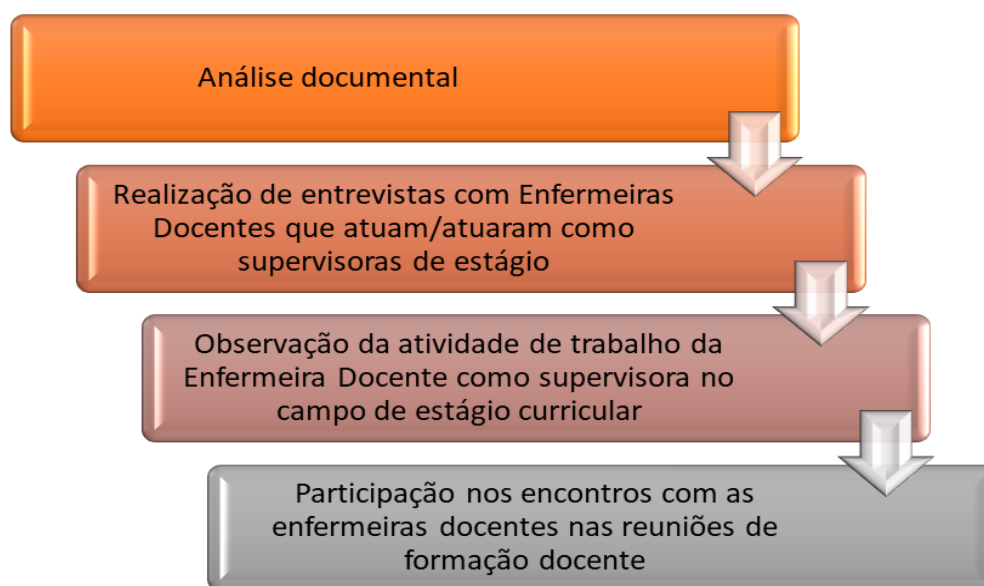 Análise documental
Realização de entrevistas com Enfermeiras
Docentes que atuam/atuaram como
supervisoras de estágio
Observação da atividade de trabalho da
Enfermeira Docente como supervisora no
campo de estágio curricular
Participação nos encontros com as
enfermeiras docentes nas reuniões de
formação docente